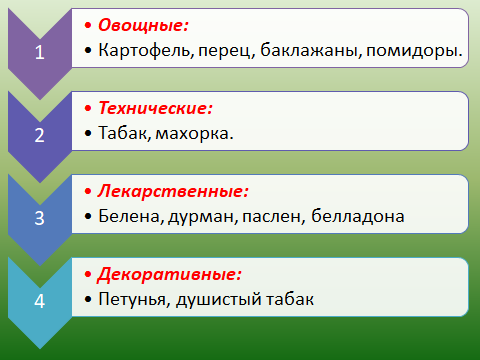 1
• Овощные:
• Картофель, перец, баклажаны, помидоры.
2
• Технические:
• Табак, махорка.
3
• Лекарственные:
• Белена, дурман, паслен, белладона
4
• Декоративные:
• Петунья, душистый табак